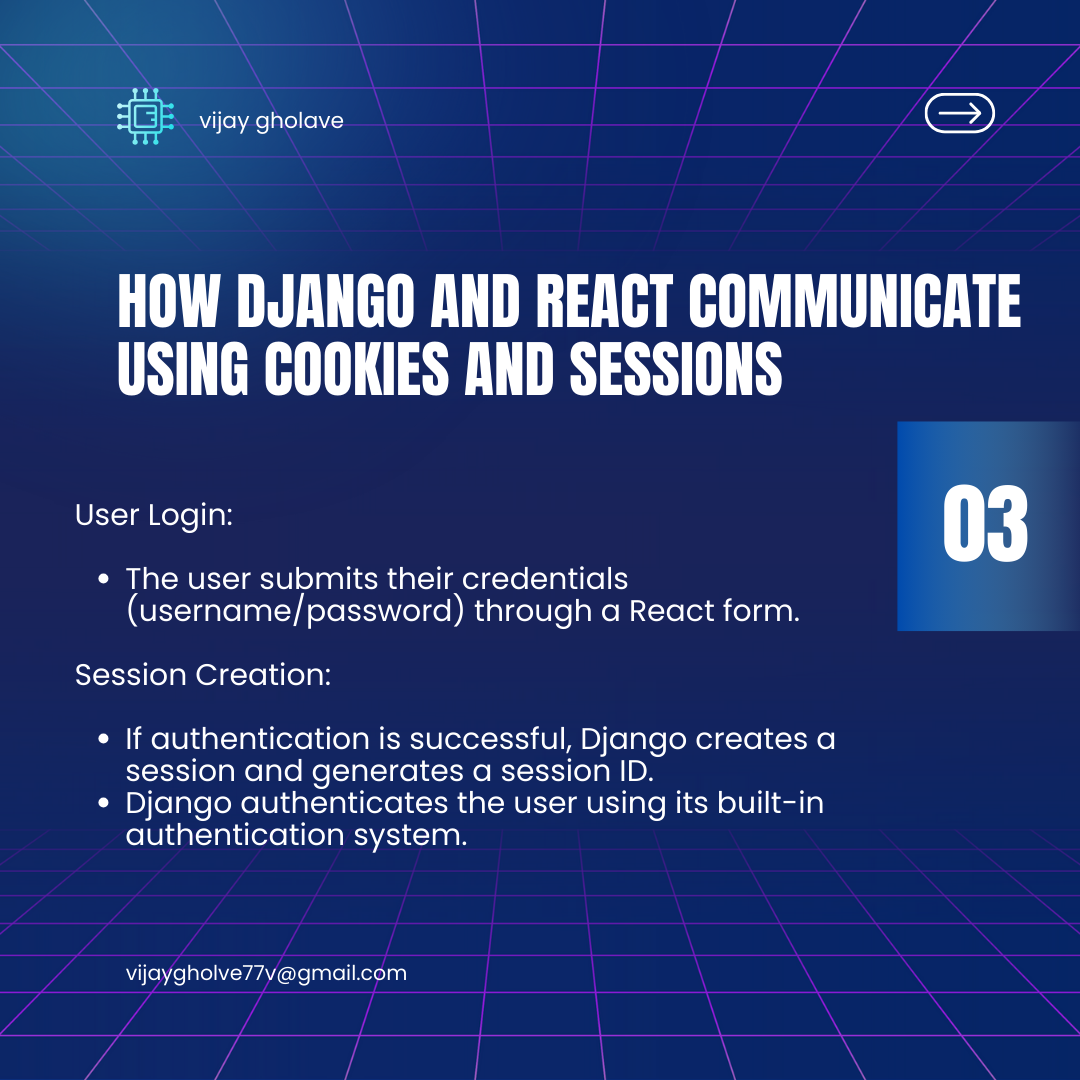 vijay gholave
HOW DJANGO AND REACT COMMUNICATE
USING COOKIES AND SESSIONS
03
User Login:
• The user submits their credentials
(username/password) through a React form.
Session Creation:
• If authentication is successful, Django creates a
session and generates a session ID.
• Django authenticates the user using its built-in
authentication system.
vijaygholve77v@gmail.com